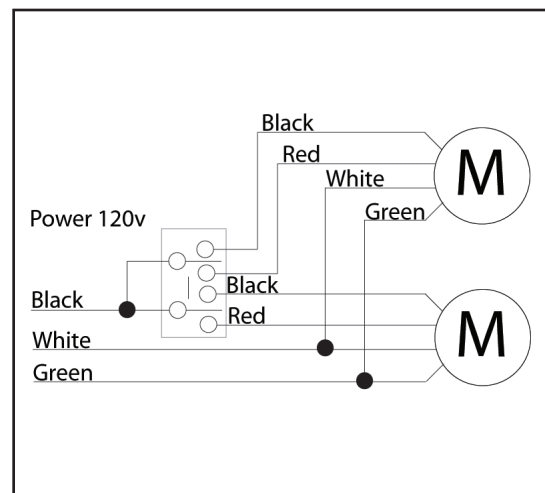 Black
Red
M
White
Green
Power 120v
Black
Black
Red
M
White
Green